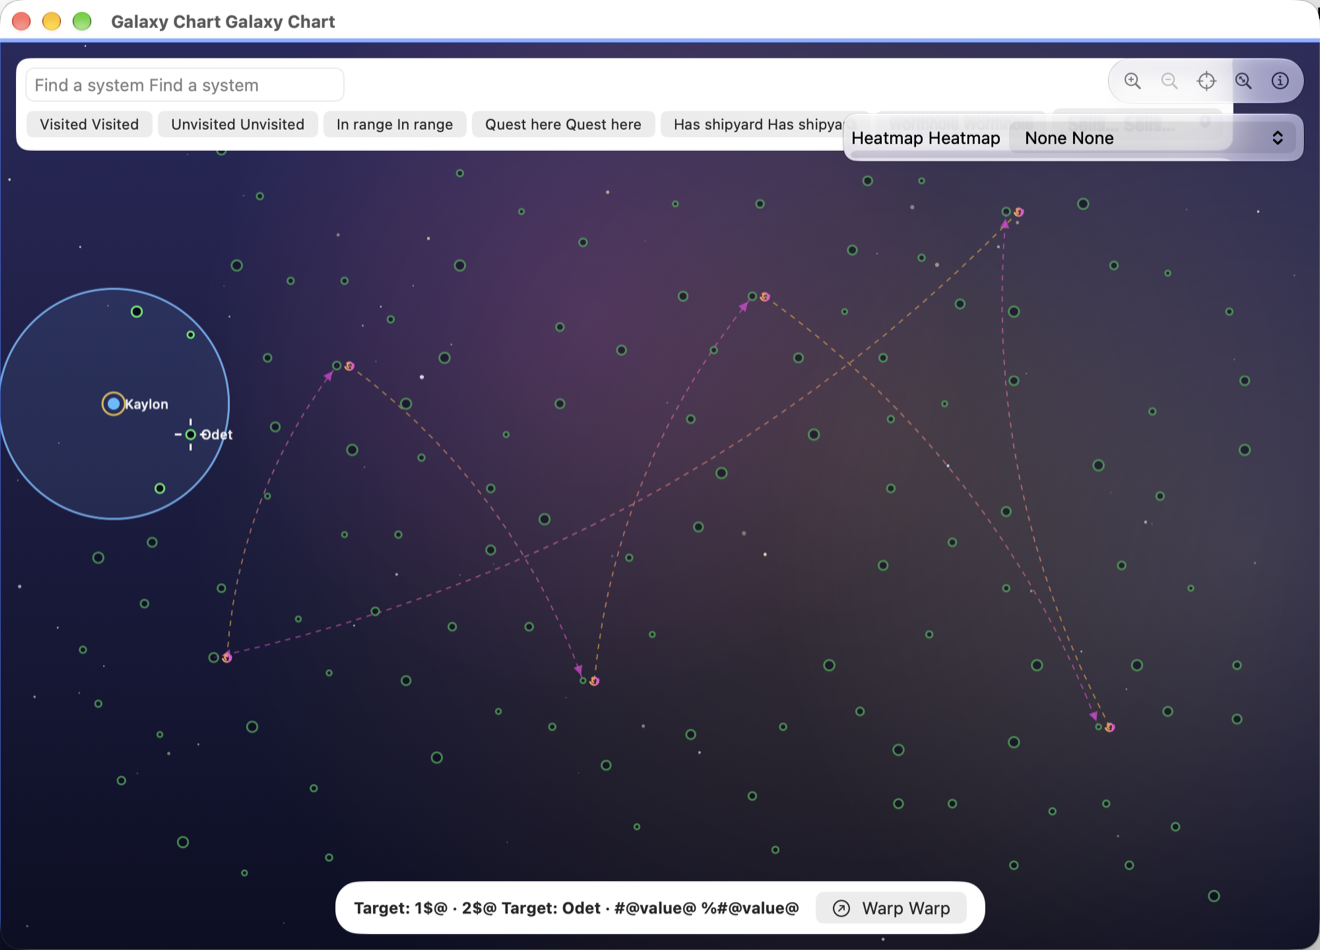 Galaxy Chart Galaxy Chart
Find a system Find a system
Visited Visited
Unvisited Unvisited
In range In range
Quest here Quest here
Has shipyard Has shipya
Heatmap Heatmap
None None
Kaylon
Odet
Target: 1$@ · 2$@ Target: Odet · #@value@ %#@value@
Warp Warp